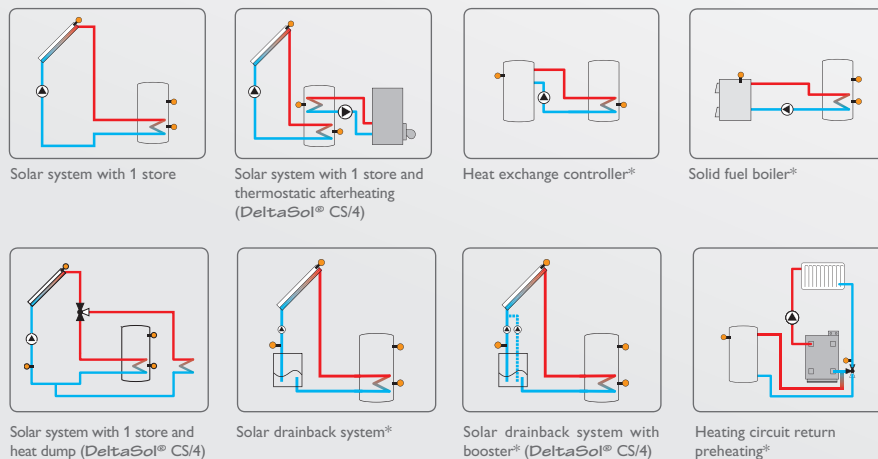 Solar system with 1 store
Solar system with 1 store and
thermostatic afterheating
(DeltaSol® CS/4)
Heat exchange controller*
Solid fuel boiler*
Solar system with 1 store and
heat dump (DeltaSol® CS/4)
Solar drainback system*
Solar drainback system with
booster* (DeltaSol® CS/4)
Heating circuit return
preheating*